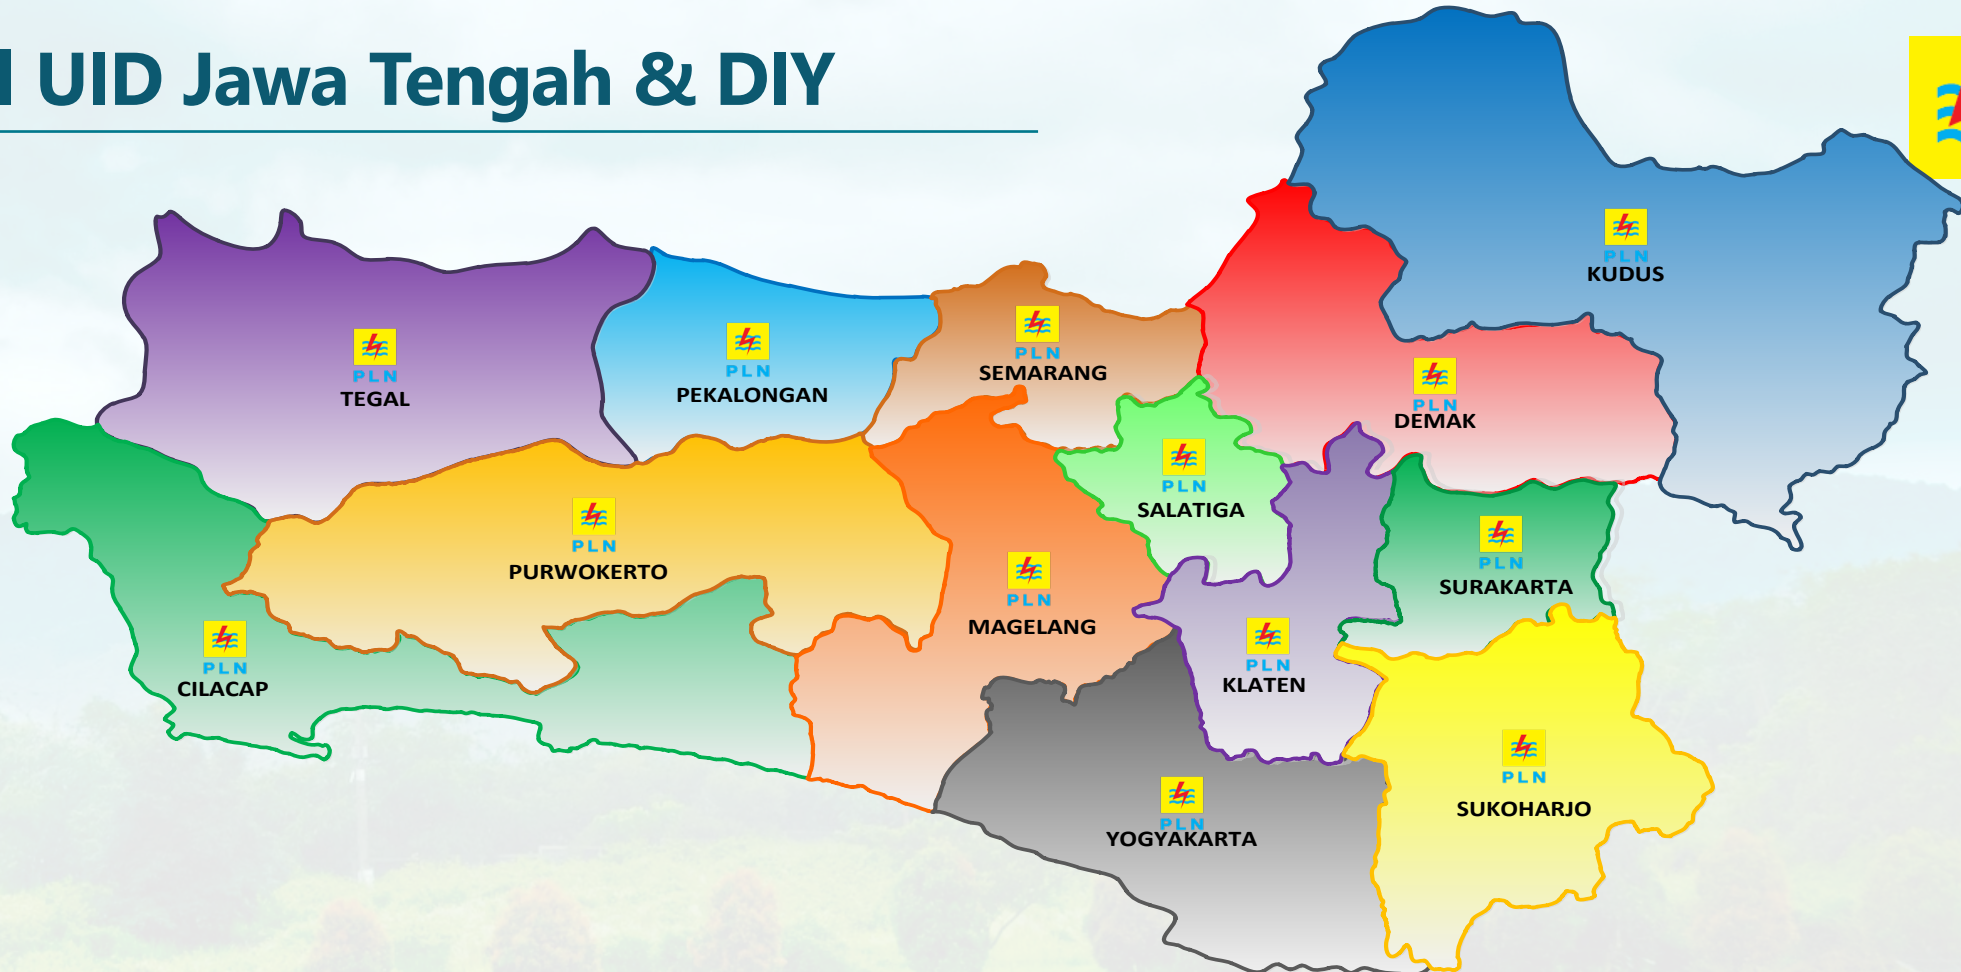 UID Jawa Tengah & DIY
PLN
KUDUS
PLN
SEMARANG
PLN
TEGAL
PLN
PEKALONGAN
PLN
DEMAK
PLN
SALATIGA
PLN
PURWOKERTO
PLN
SURAKARTA
PLN
MAGELANG
PLN
CILACAP
PLN
KLATEN
PLN
SUKOHARJO
PLN
YOGYAKARTA